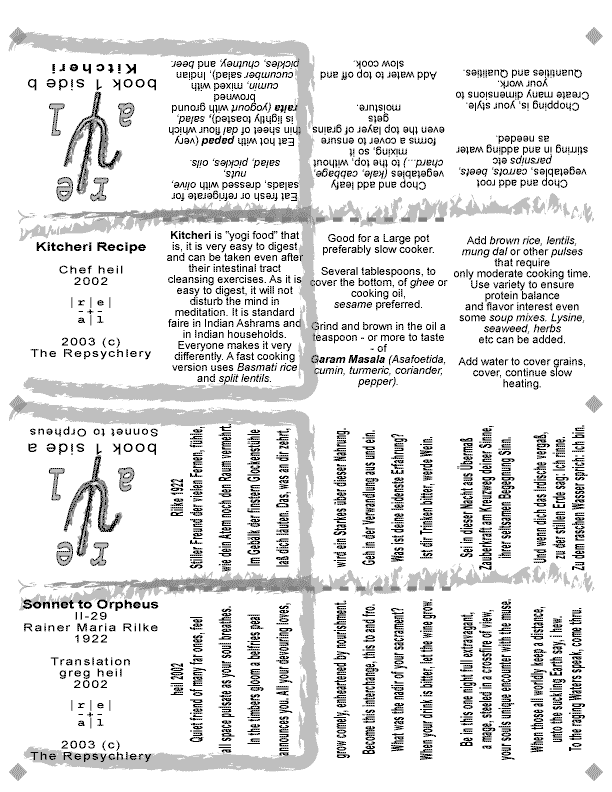 r e
a l
book 1 side b
Kitcheri
Eat fresh or refrigerate for
salads, dressed with olive,
nuts,
salad, pickles, oils.
Eat hot with papad (very
thin sheet of dal flour which
is lightly toasted), salad,
raita (yogourt with ground
browned
cumin, mixed with
cucumber salad), Indian
pickles, chutney, and beer.
Chop and add leafy
vegetables (kale, cabbage,
chard...) to the top, without
mixing, so it
forms a cover to ensure
even the top layer of grains
gets
moisture.
Add water to top off and
slow cook.
Chop and add root
vegetables, carrots, beets,
parsnips etc
stirring in and adding water
as needed.
Chopping is, your style.
Create many dimensions to
your work.
Quantities and Qualities.
Kitcheri Recipe
Chef heil
2002
|r|e|
-+-
a|l|
2003 (c)
The Repsychlery
Kitcheri is "yogi food" that
is, it is very easy to digest
and can be taken even after
their intestinal tract
cleansing exercises. As it is
easy to digest, it will not
disturb the mind in
meditation. It is standard
faire in Indian Ashrams and
in Indian households.
Everyone makes it very
differently. A fast cooking
version uses Basmati rice
and split lentils.
Good for a Large pot
preferably slow cooker.
Several tablespoons, to
cover the bottom, of ghee or
cooking oil,
sesame preferred.
Grind and brown in the oil a
teaspoon - or more to taste
- of
Garam Masala (Asafoetida,
cumin, turmeric, coriander,
pepper).
Add brown rice, lentils,
mung dal or other pulses
that require
only moderate cooking time.
Use variety to ensure
protein balance
and flavor interest even
some soup mixes. Lysine,
seaweed, herbs
etc can be added.
Add water to cover grains,
cover, continue slow
heating.
r e
a l
book 1 side a
Sonnet to Orpheus
Rilke 1922
Stiller Freund der vielen Fernen, fühle,
wie dein Atem noch den Raum vermehrt.
Im Gebälk der finstern Glockenstühle
laß dich läuten. Das, was an dir zehrt,
wird ein Starkes über dieser Nahrung.
Geh in der Verwandlung aus und ein.
Was ist deine leidenste Erfahrung?
Ist dir Trinken bitter, werde Wein.
Sei in dieser Nacht aus Übermaß
Zauberkraft am Kreuzweg deiner Sinne,
ihrer seltsamen Begegnung Sinn.
Und wenn dich das Irdische vergaß,
zu der stillen Erde sag: Ich rinne.
Zu dem raschen Wasser sprich: Ich bin.
Sonnet to Orpheus
II-29
Rainer Maria Rilke
1922
Translation
greg heil
2002
|r|e|
-+-
a|l|
2003 (c)
The Repsychlery
heil 2002
Quiet friend of many far ones, feel
all space pulsate as your soul breathes.
In the timbers gloom a belfries peal
announces you. All your devouring loves,
grow comely, enheartened by nourishment.
Become this interchange, this to and fro.
What was the nadir of your sacrament?
When your drink is bitter, let the wine grow.
Be in this one night full extravagant,
a mage, steeled in a crossfire of view,
your souls unique encounter with the muse.
When those all worldly keep a distance,
unto the suckling Earth say, i hew.
To the raging Waters speak, come thru.